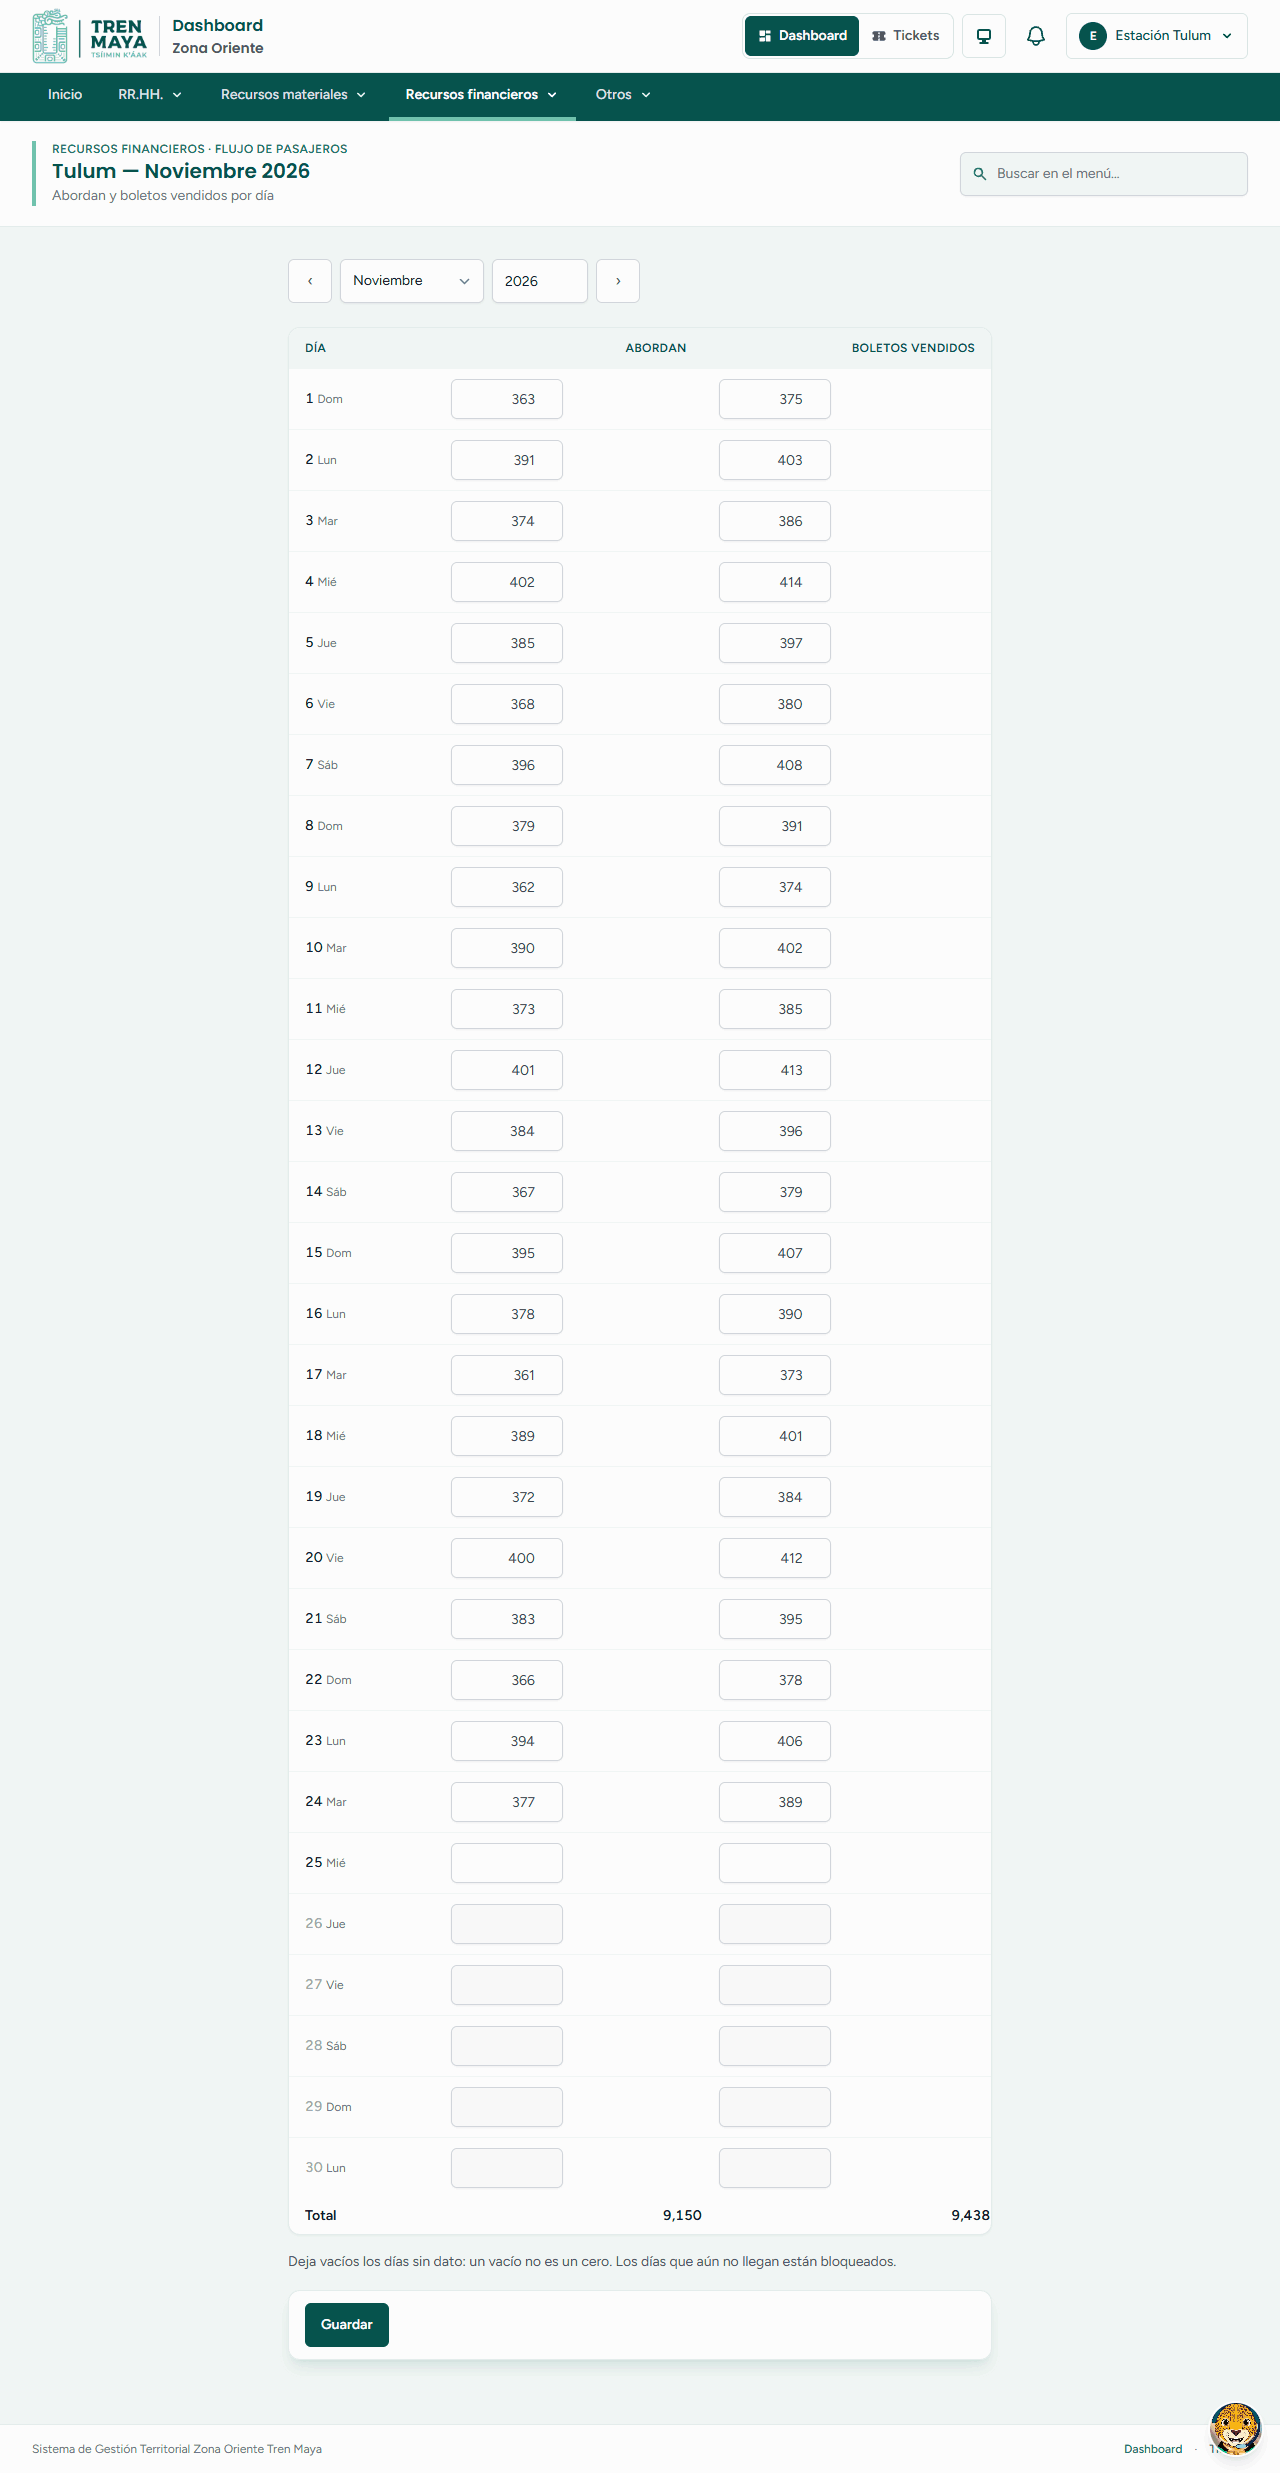 TREN MAYA
TSÍIMIN K'ÁAK
Dashboard
Zona Oriente
Dashboard
Tickets
E
Estación Tulum
Inicio
RR.HH.
Recursos materiales
Recursos financieros
Otros
RECURSOS FINANCIEROS · FLUJO DE PASAJEROS
Tulum — Noviembre 2026
Abordan y boletos vendidos por día
Buscar en el menú...
‹ Noviembre 2026 ›
DÍA ABORDAN BOLETOS VENDIDOS
1 Dom 363 375
2 Lun 391 403
3 Mar 374 386
4 Mié 402 414
5 Jue 385 397
6 Vie 368 380
7 Sáb 396 408
8 Dom 379 391
9 Lun 362 374
10 Mar 390 402
11 Mié 373 385
12 Jue 401 413
13 Vie 384 396
14 Sáb 367 379
15 Dom 395 407
16 Lun 378 390
17 Mar 361 373
18 Mié 389 401
19 Jue 372 384
20 Vie 400 412
21 Sáb 383 395
22 Dom 366 378
23 Lun 394 406
24 Mar 377 389
25 Mié
26 Jue
27 Vie
28 Sáb
29 Dom
30 Lun
Total 9,150 9,438
Deja vacíos los días sin dato: un vacío no es un cero. Los días que aún no llegan están bloqueados.
Guardar
Sistema de Gestión Territorial Zona Oriente Tren Maya
Dashboard ·